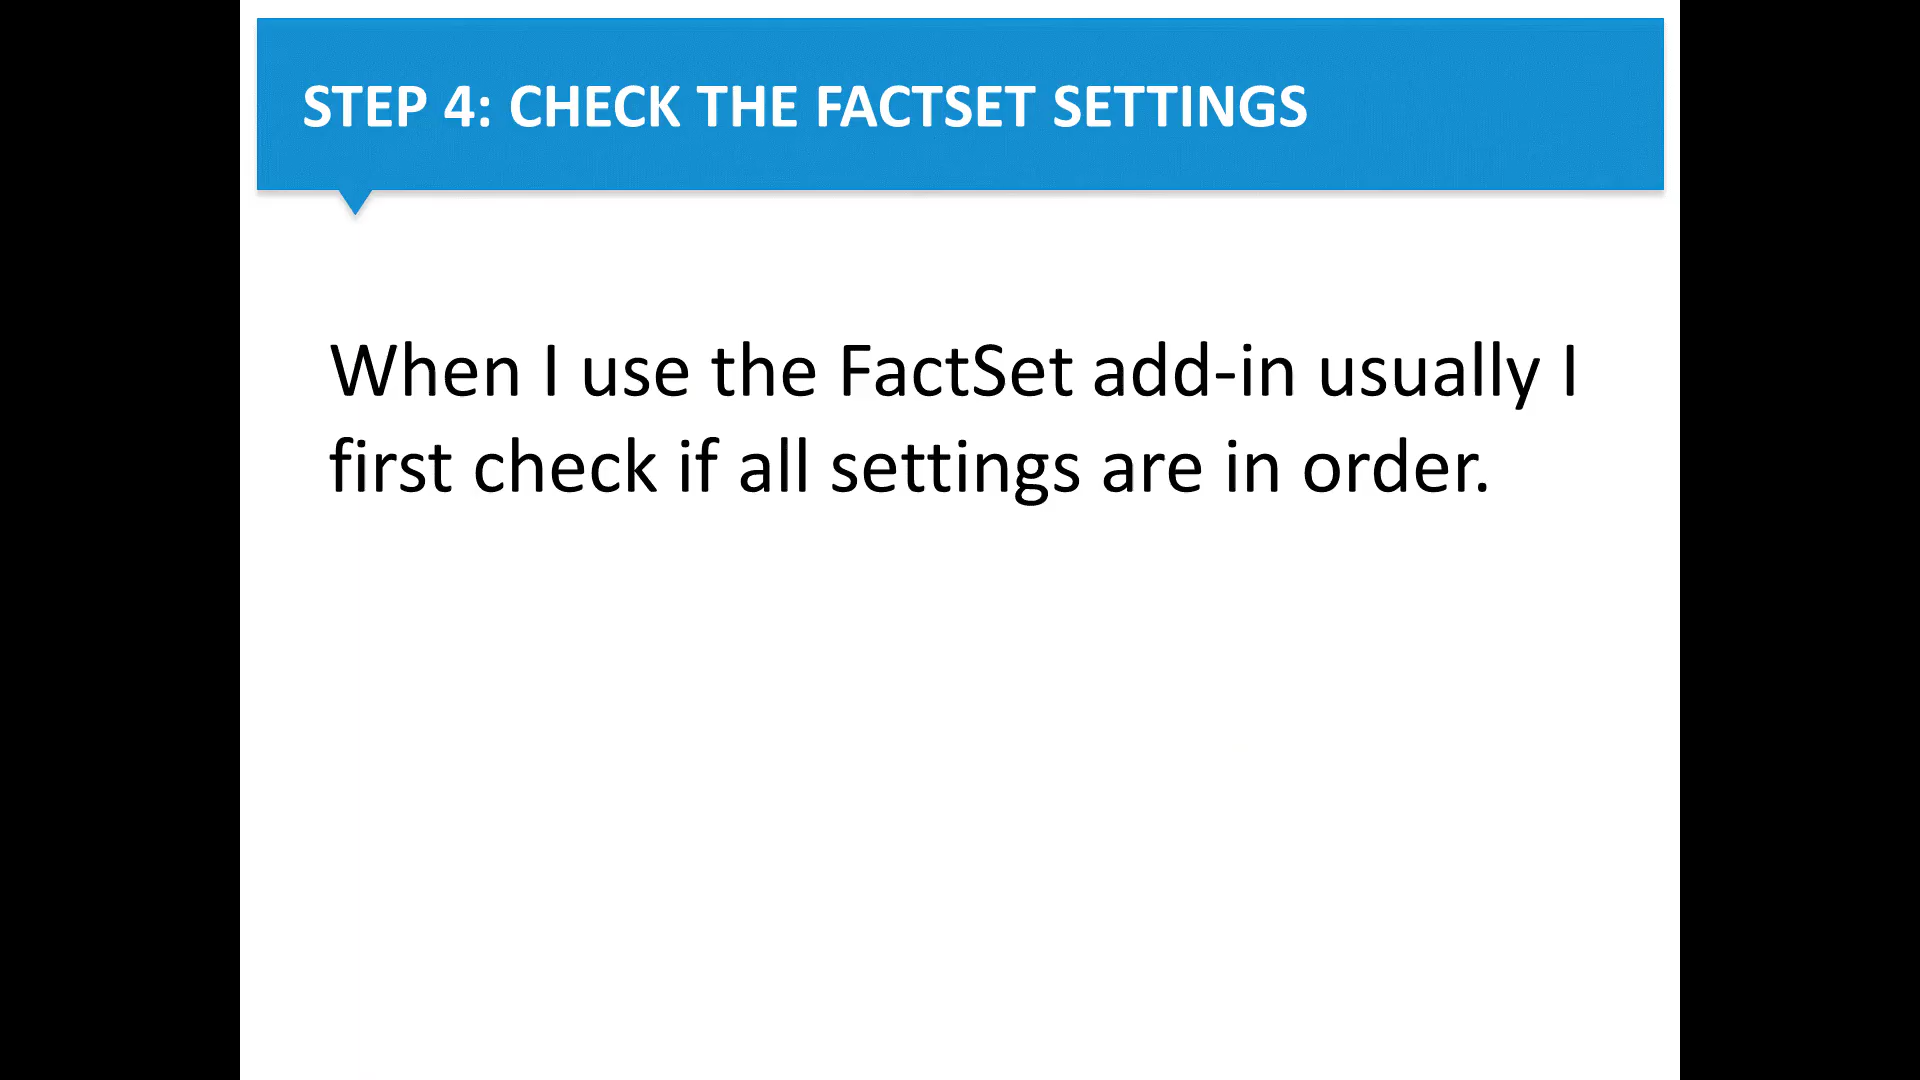 STEP 4: CHECK THE FACTSET SETTINGS
When I use the FactSet add-in usually I
first check if all settings are in order.